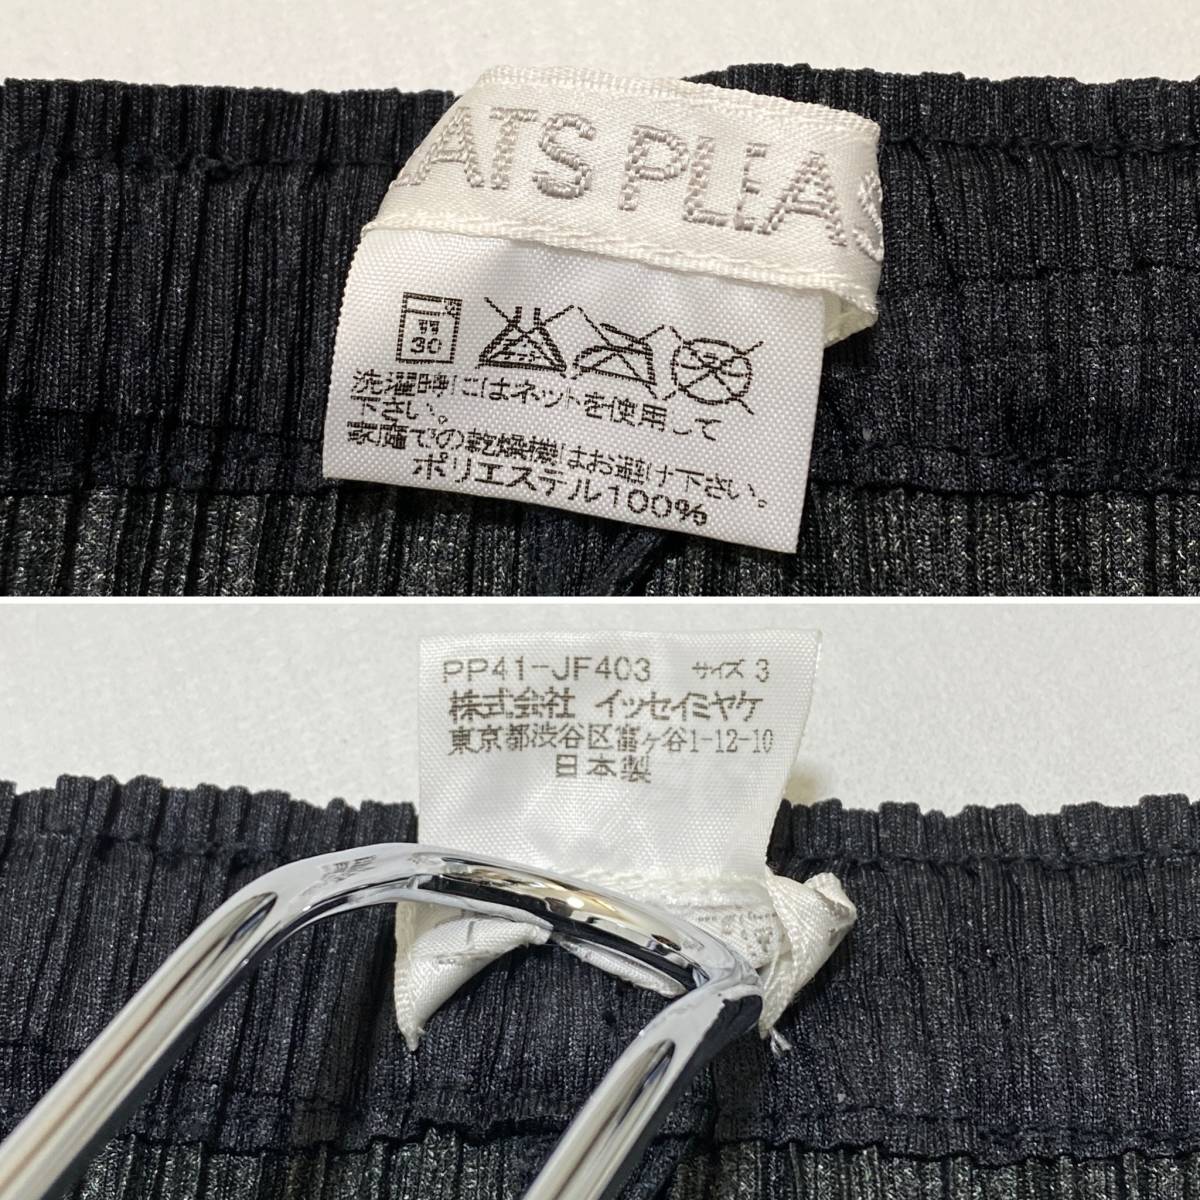 EATS PLEAS
弱
30
洗濯時にはネットを使用して
下さい。
家庭での乾燥機はお避け下さい。
ポリエステル100%
PP41-JF403 サイズ 3
株式会社 イッセイミヤケ
東京都渋谷区富ヶ谷1-12-10
日本製